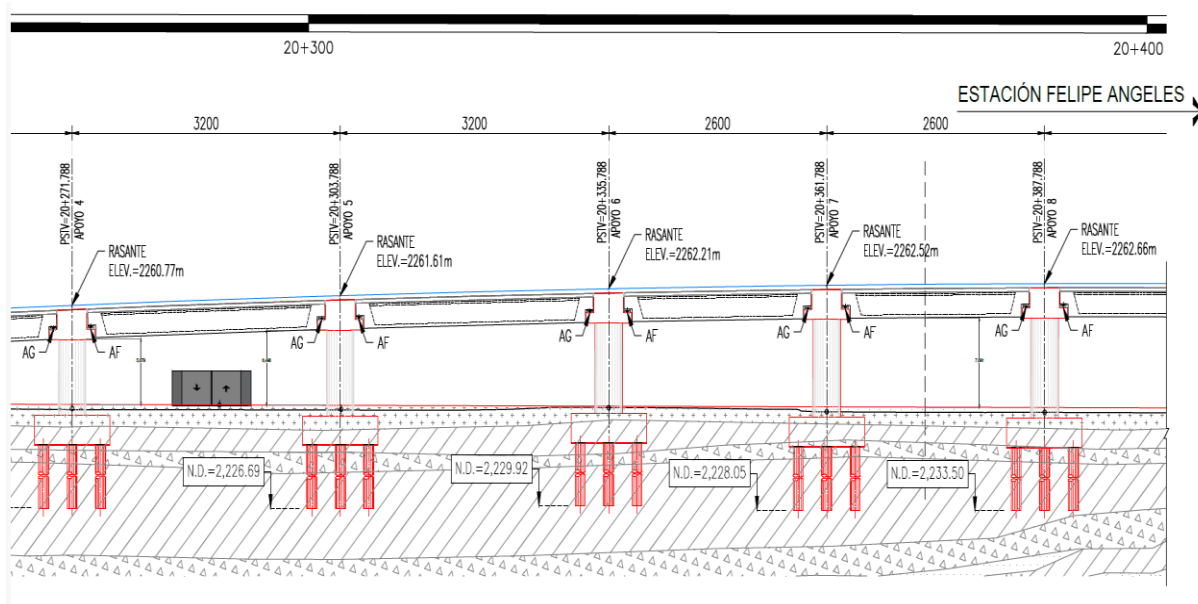 20+300
20+400
ESTACIÓN FELIPE ANGELES
3200
3200
2600
2600
PSTV=20+271.788
APOYO 4
PSTV=20+303.788
APOYO 5
PSTV=20+335.788
APOYO 6
PSTV=20+361.788
APOYO 7
PSTV=20+387.788
APOYO 8
RASANTE
ELEV.=2260.77m
RASANTE
ELEV.=2261.61m
RASANTE
ELEV.=2262.21m
RASANTE
ELEV.=2262.52m
RASANTE
ELEV.=2262.66m
AG
AF
AG
AF
AG
AF
AG
AF
AG
AF
N.D.=2,226.69
N.D.=2,229.92
N.D.=2,228.05
N.D.=2,233.50